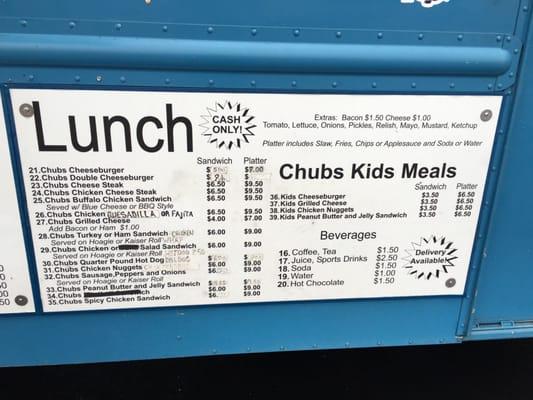 Lunch
CASH
ONLY!
Extras: Bacon $1.50 Cheese $1.00
Tomato, Lettuce, Onions, Pickles, Relish, Mayo, Mustard, Ketchup
Platter includes Slaw, Fries, Chips or Applesauce and Soda or Water
Sandwich Platter
21.Chubs Cheeseburger $7.00
22.Chubs Double Cheeseburger
23.Chubs Cheese Steak $6.50 $9.50
24.Chubs Chicken Cheese Steak $6.50 $9.50
25.Chubs Buffalo Chicken Sandwich $6.50 $9.50
Served w/ Blue Cheese or BBQ Style
26.Chubs Chicken QUESADILLA OR FAJITA $6.50 $9.50
27.Chubs Grilled Cheese $4.00 $7.00
Add Bacon or Ham $1.00
28.Chubs Turkey or Ham Sandwich $6.00 $9.00
Served on Hoagie or Kaiser Roll
29.Chubs Chicken or Salad Sandwich $6.00 $9.00
Served on Hoagie or Kaiser Roll
30.Chubs Quarter Pound Hot Dog
31.Chubs Chicken Nuggets $6.00 $9.00
32.Chubs Sausage,Peppers and Onions $9.00
Served on Hoagie or Kaiser Roll
33.Chubs Peanut Butter and Jelly Sandwich
34.Chubs $6.00 $9.00
35.Chubs Spicy Chicken Sandwich $6.00 $9.00
Chubs Kids Meals
Sandwich Platter
36.Kids Cheeseburger $3.50 $6.50
37.Kids Grilled Cheese $3.50 $6.50
38.Kids Chicken Nuggets $3.50 $6.50
39.Kids Peanut Butter and Jelly Sandwich $3.50 $6.50
Beverages
16. Coffee, Tea $1.50
17. Juice, Sports Drinks $2.50
18. Soda $1.50
19. Water $1.00
20. Hot Chocolate $1.50
Delivery
Available!